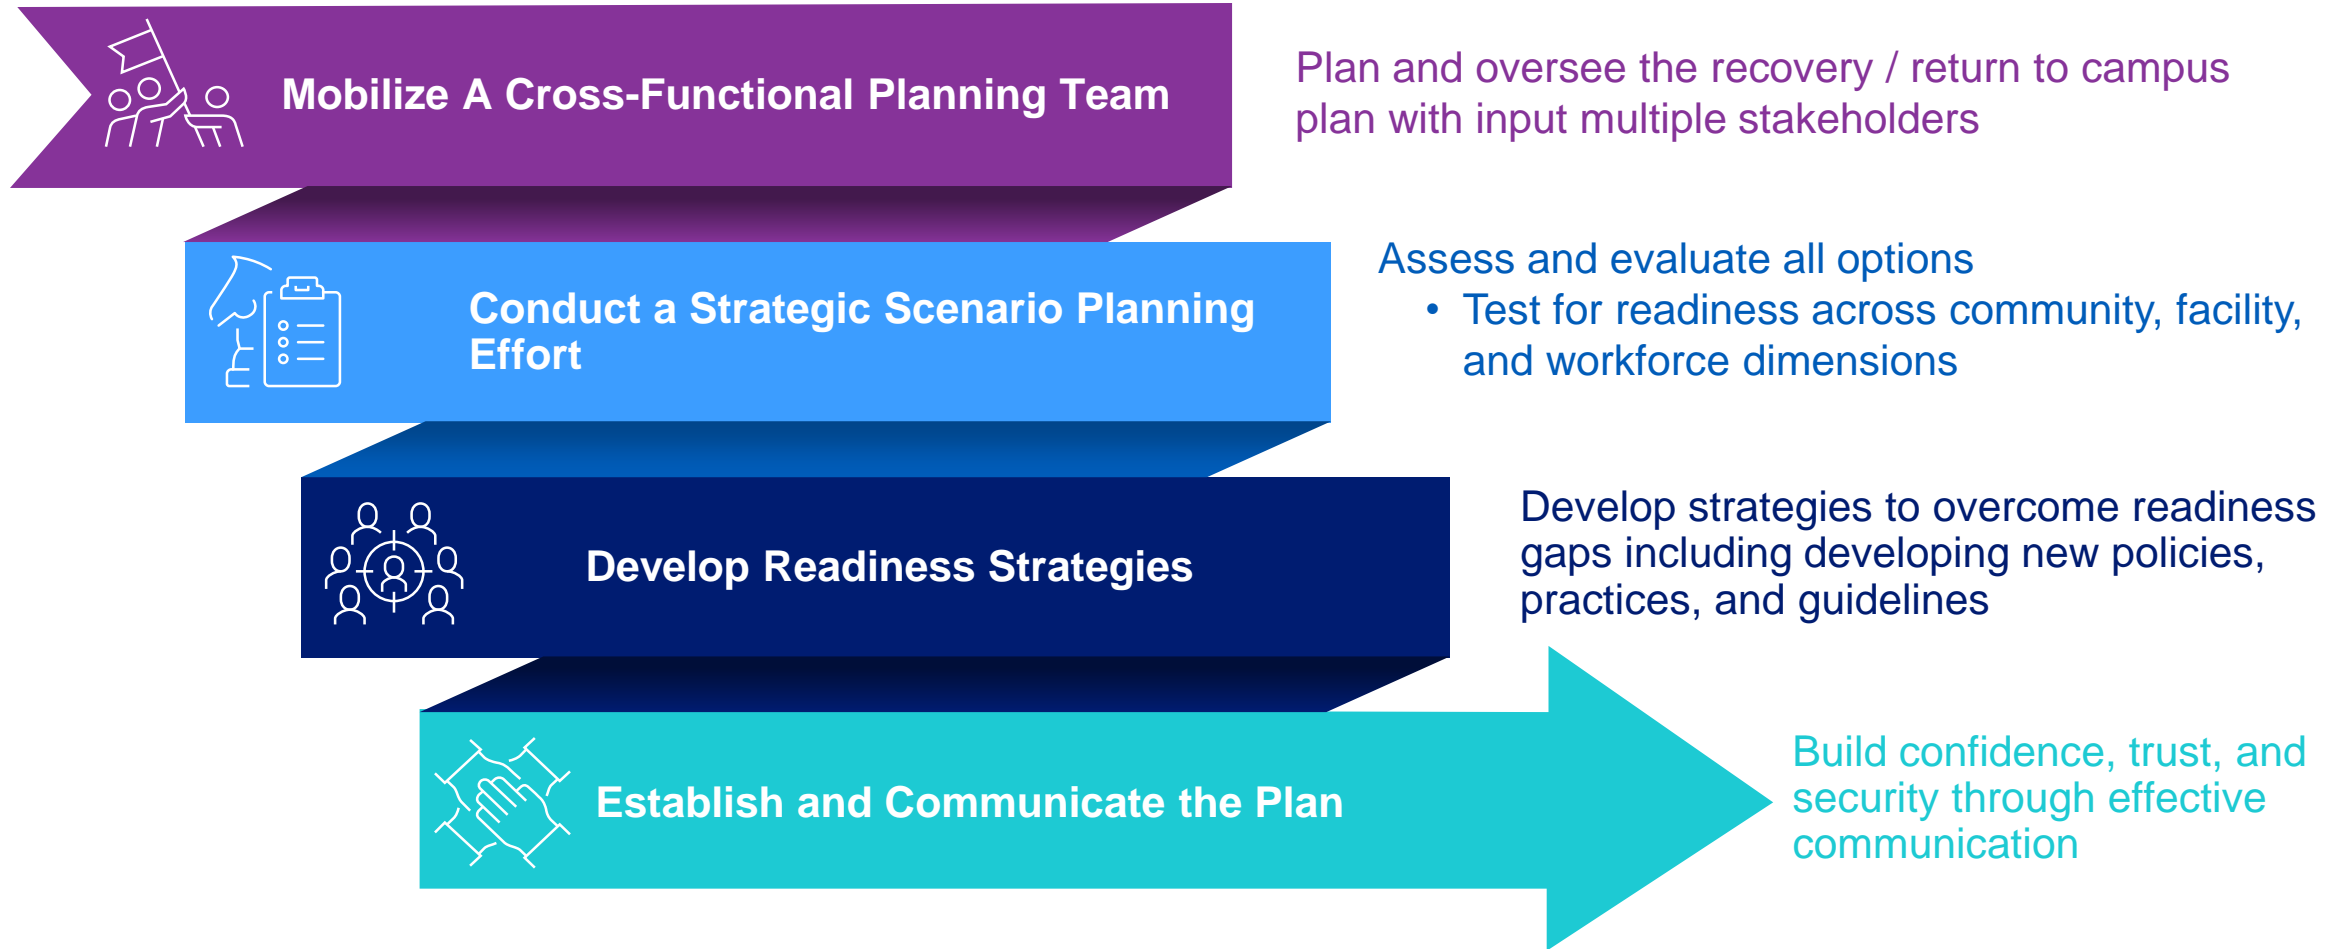 Mobilize A Cross-Functional Planning Team
Plan and oversee the recovery / return to campus
plan with input multiple stakeholders
Conduct a Strategic Scenario Planning
Effort
Assess and evaluate all options
• Test for readiness across community, facility,
and workforce dimensions
Develop Readiness Strategies
Develop strategies to overcome readiness
gaps including developing new policies,
practices, and guidelines
Establish and Communicate the Plan
Build confidence, trust, and
security through effective
communication